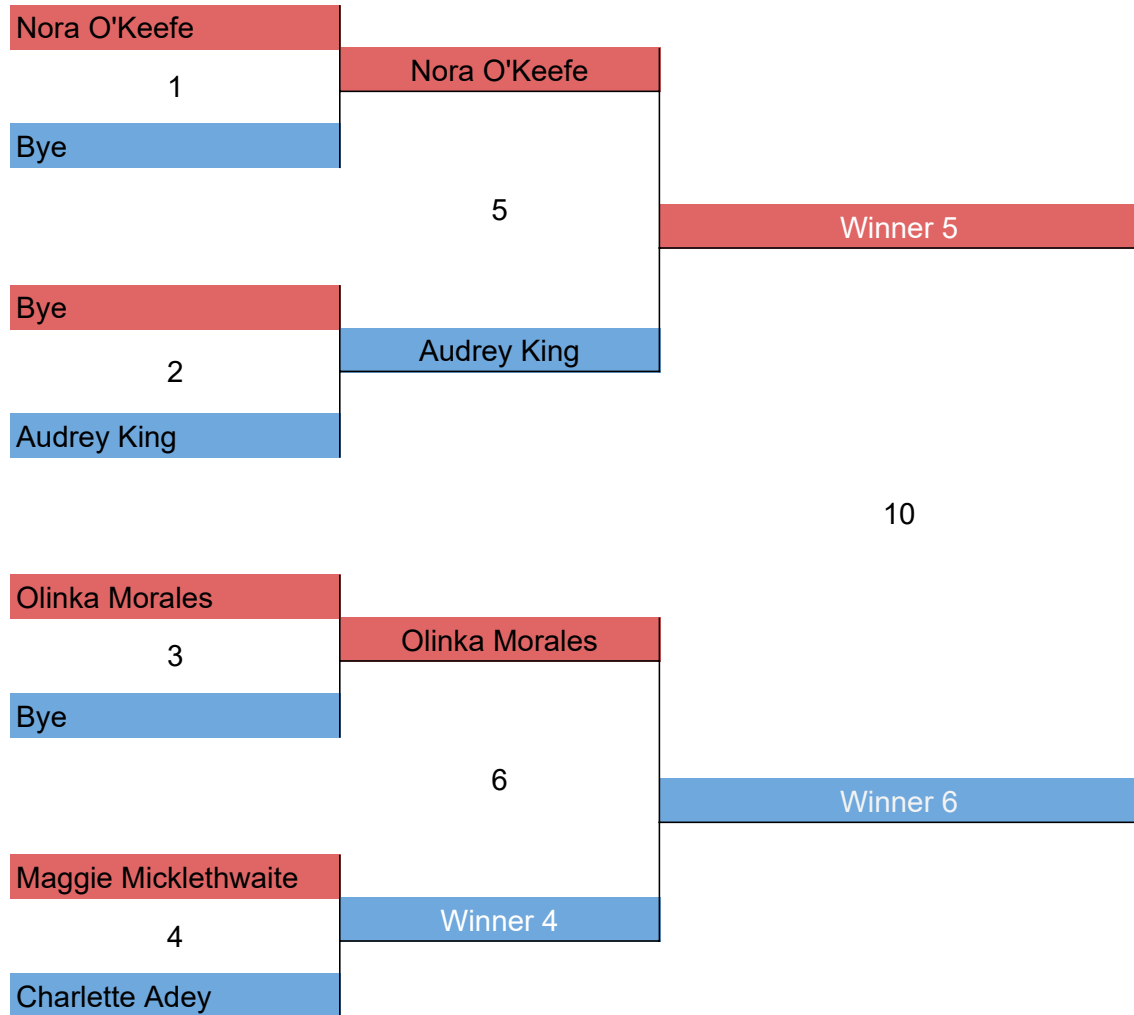 Nora O'Keefe
1
Bye
Nora O'Keefe
5
Winner 5
Bye
2
Audrey King
Audrey King
10
Olinka Morales
3
Bye
Olinka Morales
6
Winner 6
Maggie Micklethwaite
4
Charlette Adey
Winner 4